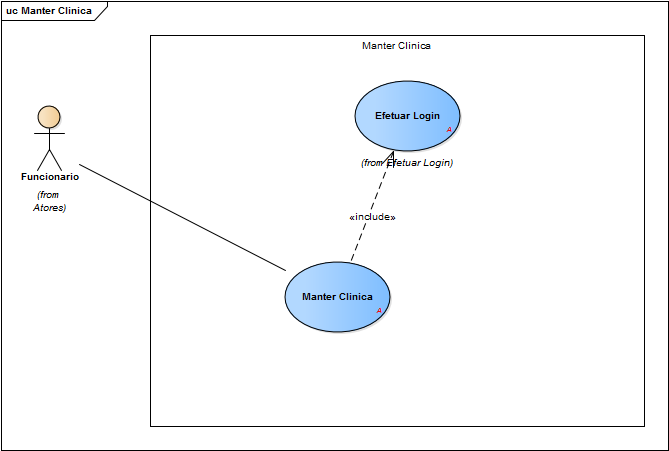 uc Manter Clinica
Manter Clinica
Efetuar Login
A
(from Efetuar Login)
Funcionario
(from
Atores)
«include»
Manter Clinica
A